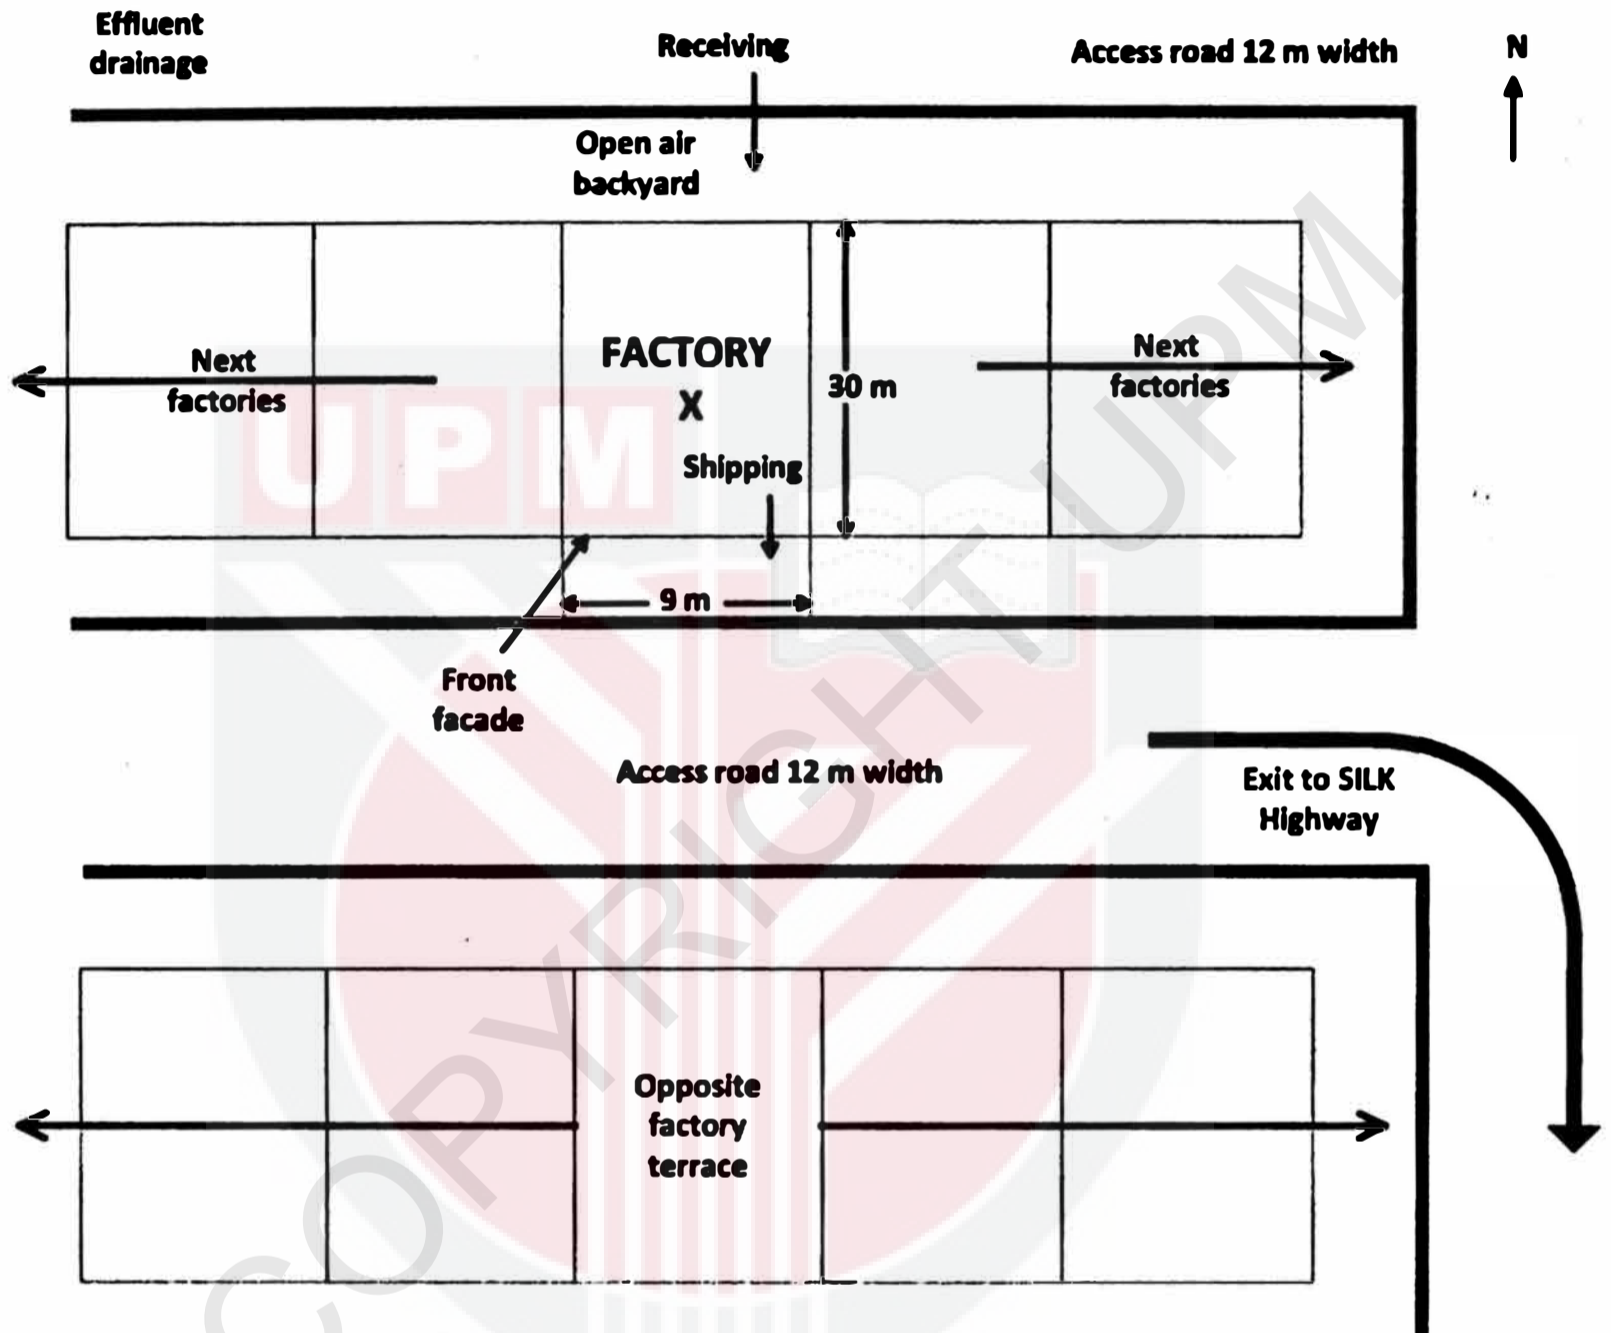 Effluent
drainage
Receiving
Access road 12 m width
N
Open air
backyard
Next
factories
FACTORY
X
30 m
Next
factories
Shipping
9 m
Front
facade
Access road 12 m width
Exit to SILK
Highway
Opposite
factory
terrace
UPM
COPYRIGHT UPM